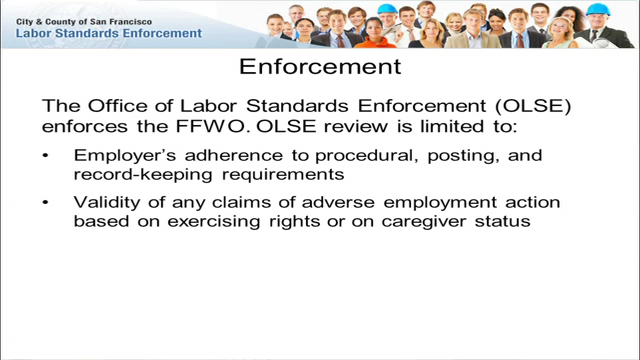 City & County of San Francisco
Labor Standards Enforcement
Enforcement
The Office of Labor Standards Enforcement (OLSE)
enforces the FFWO. OLSE review is limited to:
• Employer's adherence to procedural, posting, and
record-keeping requirements
• Validity of any claims of adverse employment action
based on exercising rights or on caregiver status